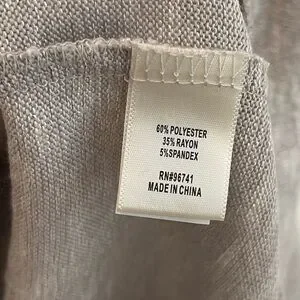 60% POLYESTER
35% RAYON
5%SPANDEX
RN#96741
MADE IN CHINA